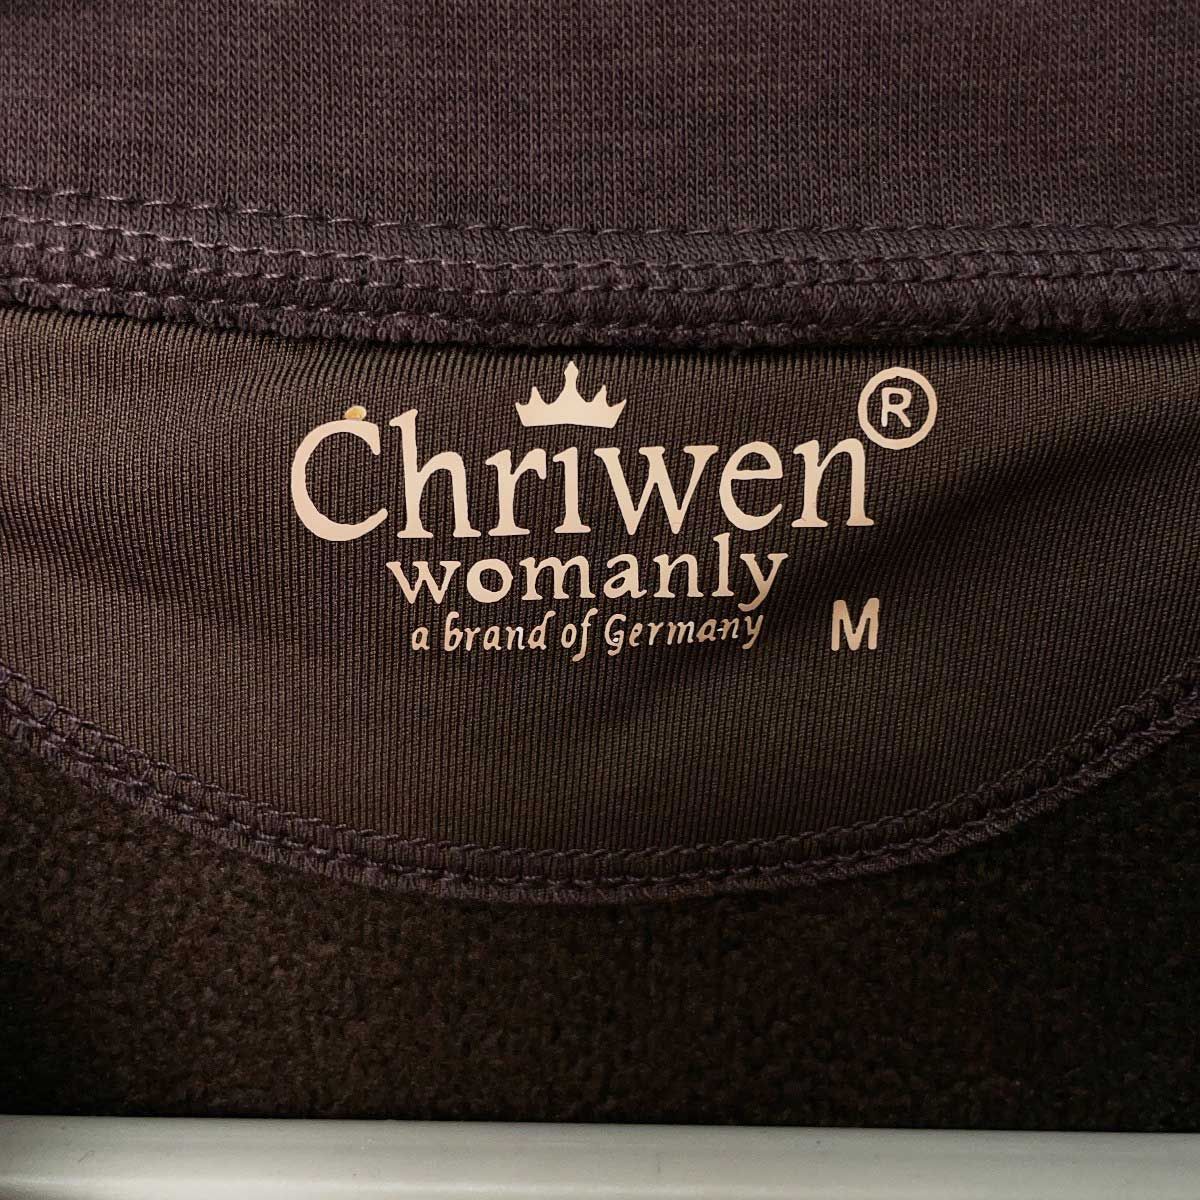 Chriwen®
womanly
a brand of Germany M